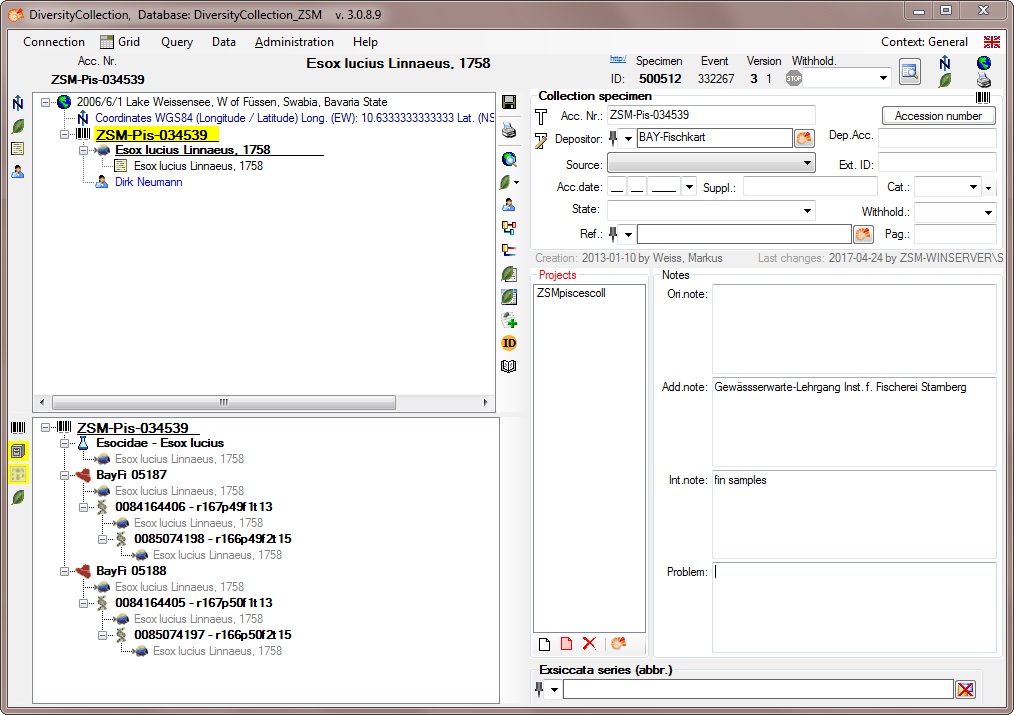 DiversityCollection,  Database: DiversityCollection_ZSM   v. 3.0.8.9
Connection Grid Query Data Administration Help Context: General
Acc. Nr. Esox lucius Linnaeus, 1758 http:/ Specimen Event Version Withhold.
ZSM-Pis-034539 ID: 500512 332267 3 1 STOP
2006/6/1 Lake Weissensee, W of Füssen, Swabia, Bavaria State
Coordinates WGS84 (Longitude / Latitude) Long. (EW): 10.6333333333333 Lat. (NS
ZSM-Pis-034539
Esox lucius Linnaeus, 1758
Esox lucius Linnaeus, 1758
Dirk Neumann
ID
ZSM-Pis-034539
Esocidae - Esox lucius
Esox lucius Linnaeus, 1758
BayFi 05187
Esox lucius Linnaeus, 1758
0084164406 - r167p49f1t13
Esox lucius Linnaeus, 1758
0085074198 - r166p49f2t15
Esox lucius Linnaeus, 1758
BayFi 05188
Esox lucius Linnaeus, 1758
0084164405 - r167p50f1t13
Esox lucius Linnaeus, 1758
0085074197 - r166p50f2t15
Esox lucius Linnaeus, 1758
Collection specimen
Acc. Nr.: ZSM-Pis-034539 Accession number
Depositor: BAY-Fischkart Dep.Acc.
Source: Ext. ID:
Acc.date: __ __ ____ Suppl.: Cat.:
State: Withhold.:
Ref.: Pag.:
Creation: 2013-01-10 by Weiss, Markus Last changes: 2017-04-24 by ZSM-WINSERVER\S
Projects
ZSMpiscescoll
Notes
Ori.note:
Add.note: Gewässserwarte-Lehrgang Inst. f. Fischerei Starnberg
Int.note: fin samples
Problem:
Exsiccata series (abbr.)